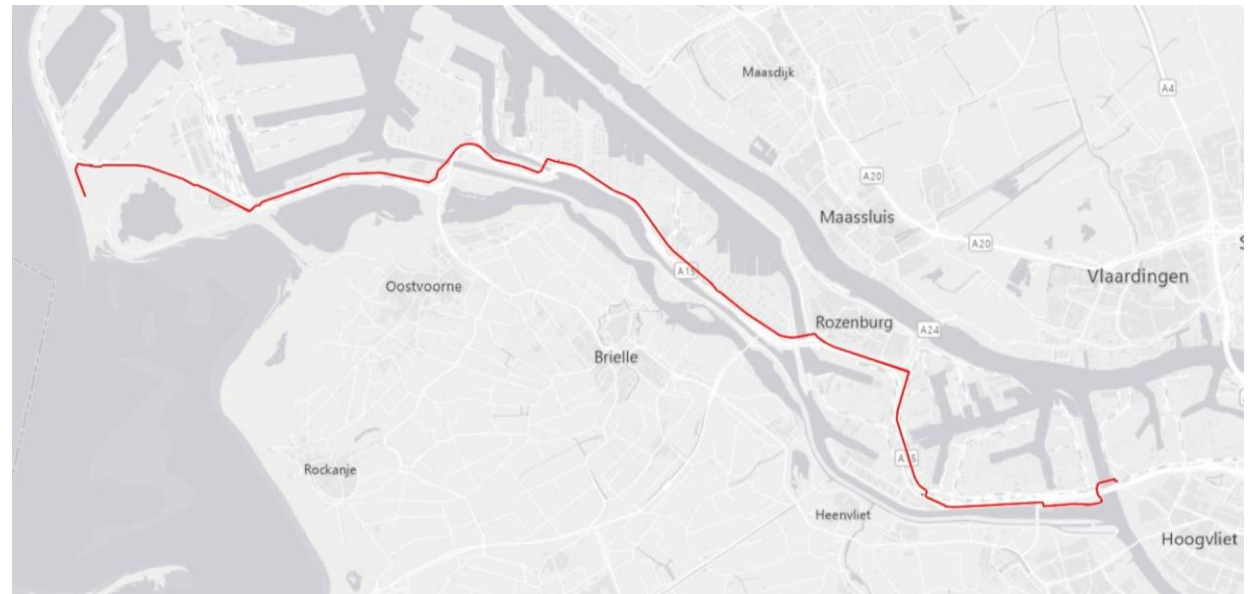 Maasdijk
A4
A20
Maassluis
A20
Vlaardingen
A15
Oostvoorne
Rozenburg
A24
Brielle
A15
Rockanje
Heenvliet
Hoogvliet